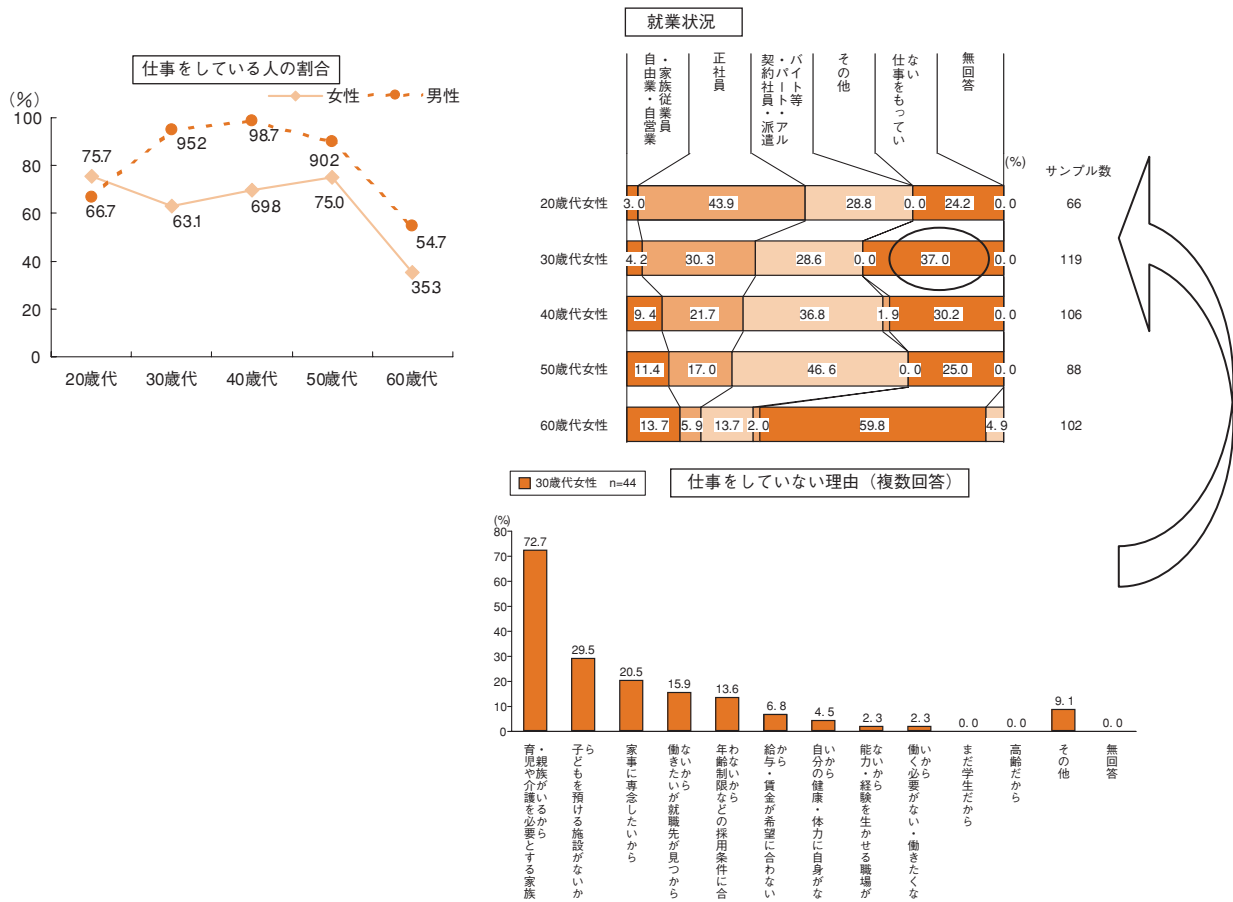 仕事をしている人の割合
(%)
女性
男性
100
80
60
40
20
0
75.7
952
98.7
902
66.7
63.1
698
75.0
54.7
353
20歳代
30歳代
40歳代
50歳代
60歳代
就業状況
自由業・自営業
・家族従業員
正社員
契約社員・派遣
・パート・アル
バイト等
その他
仕事をもってい
ない
無回答
(%)
サンプル数
20歳代女性 3.0 43.9 28.8 0.0 24.2 0.0 66
30歳代女性 4.2 30.3 28.6 0.0 37.0 0.0 119
40歳代女性 9.4 21.7 36.8 1.9 30.2 0.0 106
50歳代女性 11.4 17.0 46.6 0.0 25.0 0.0 88
60歳代女性 13.7 5.9 13.7 2.0 59.8 4.9 102
30歳代女性 n=44
仕事をしていない理由（複数回答）
(%)
80
70
60
50
40
30
20
10
0
72.7
29.5
20.5
15.9
13.6
6.8
4.5
2.3
2.3
0.0
0.0
9.1
0.0
育児や介護を必要とする家族
・親族がいるから
子どもを預ける施設がないか
ら
家事に専念したいから
働きたいが就職先が見つから
ないから
年齢制限などの採用条件に合
わないから
給与・賃金が希望に合わない
から
自分の健康・体力に自身がな
いから
能力・経験を生かせる職場が
ないから
働く必要がない・働きたくな
いから
まだ学生だから
高齢だから
その他
無回答